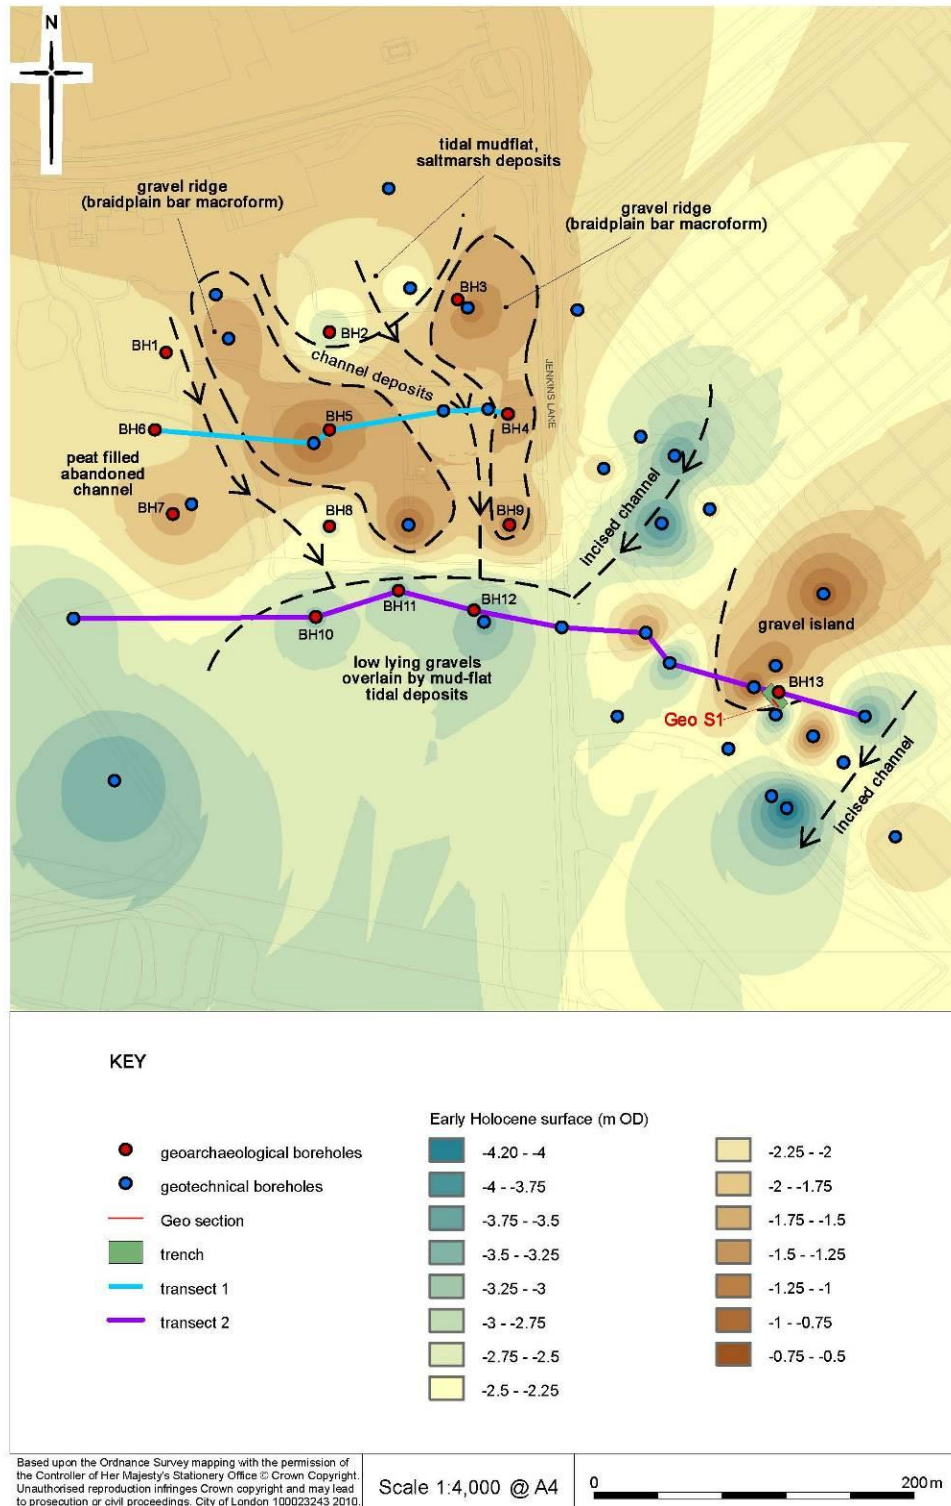 N
tidal mudflat,
saltmarsh deposits
gravel ridge
(braidplain bar macroform)
gravel ridge
(braidplain bar macroform)
BH3
BH2
BH1
channel deposits
JENKINS LANE
BH4
BH5
BH6
peat filled
abandoned
channel
BH7
BH8
BH9
incised channel
BH11
BH12
BH10
gravel island
low lying gravels
overlain by mud-flat
tidal deposits
BH13
Geo S1
incised channel
KEY
geoarchaeological boreholes
geotechnical boreholes
Geo section
trench
transect 1
transect 2
Early Holocene surface (m OD)
-4.20 - -4
-4 - -3.75
-3.75 - -3.5
-3.5 - -3.25
-3.25 - -3
-3 - -2.75
-2.75 - -2.5
-2.5 - -2.25
-2.25 - -2
-2 - -1.75
-1.75 - -1.5
-1.5 - -1.25
-1.25 - -1
-1 - -0.75
-0.75 - -0.5
Based upon the Ordnance Survey mapping with the permission of
the Controller of Her Majesty's Stationery Office © Crown Copyright.
Unauthorised reproduction infringes Crown copyright and may lead
to prosecution or civil proceedings. City of London 100023243 2010.
Scale 1:4,000 @ A4
0
200m